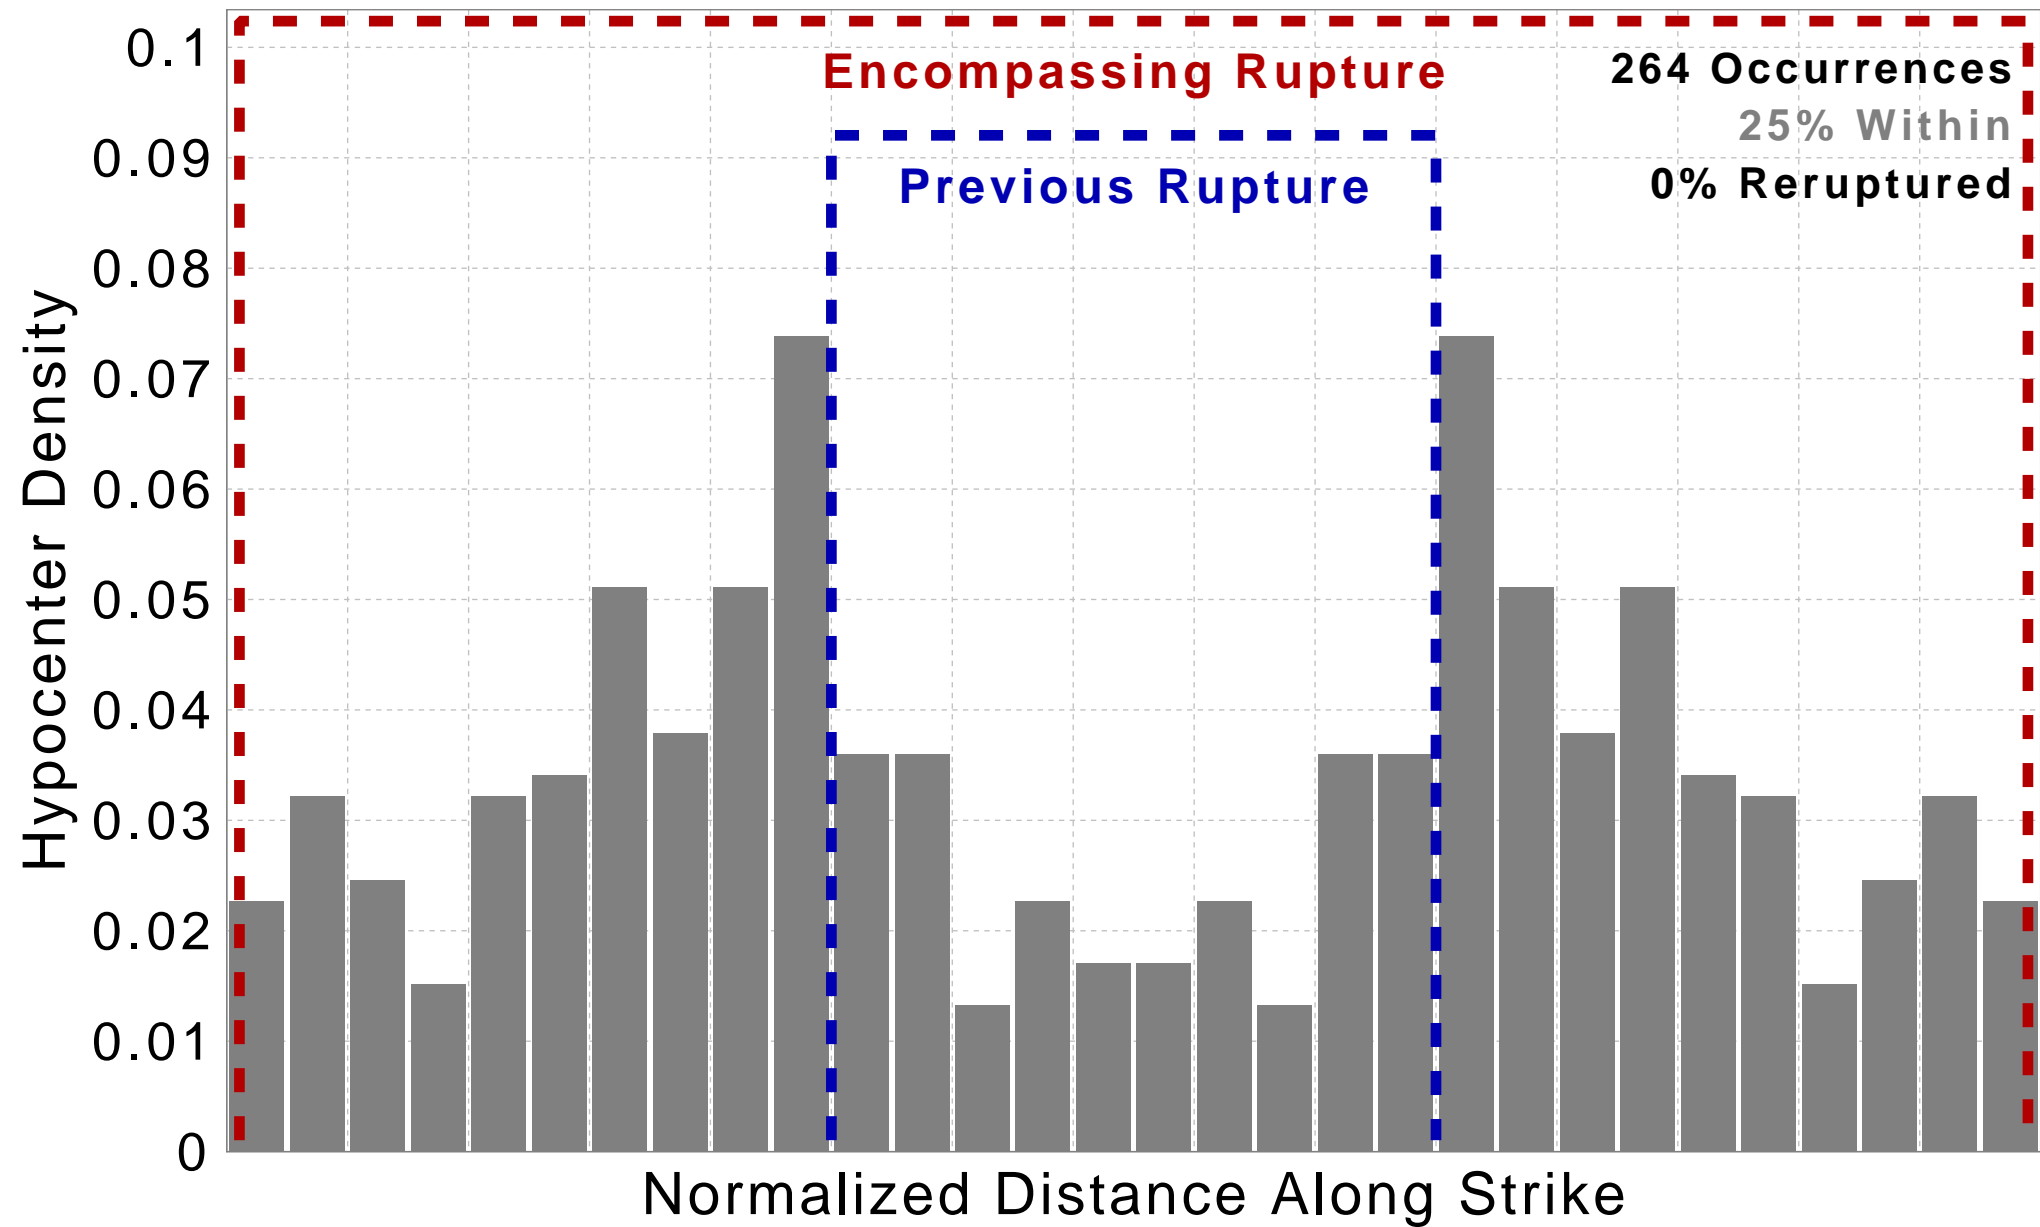 Encompassing Rupture
264 Occurrences
25% Within
Previous Rupture
0% Reruptured
0.1
0.09
0.08
0.07
0.06
0.05
0.04
0.03
0.02
0.01
0
Hypocenter Density
Normalized Distance Along Strike